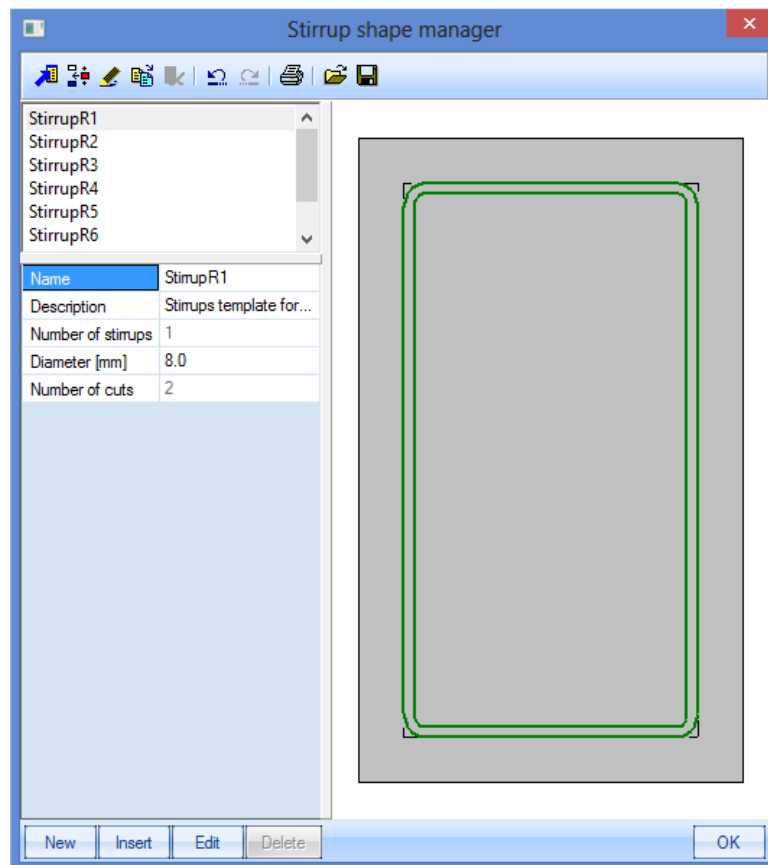 Stirrup shape manager
StirrupR1
StirrupR2
StirrupR3
StirrupR4
StirrupR5
StirrupR6
Name StirrupR1
Description Stirrups template for...
Number of stirrups 1
Diameter [mm] 8.0
Number of cuts 2
New Insert Edit Delete OK